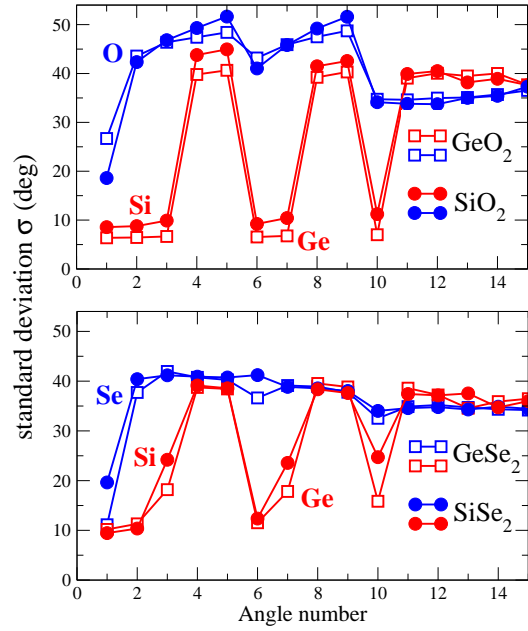 50
40
30
20
10
0
0 2 4 6 8 10 12 14
O
Si
Ge
GeO₂
SiO₂
standard deviation σ (deg)
50
40
30
20
10
0
0 2 4 6 8 10 12 14
Se
Si
Ge
GeSe₂
SiSe₂
Angle number